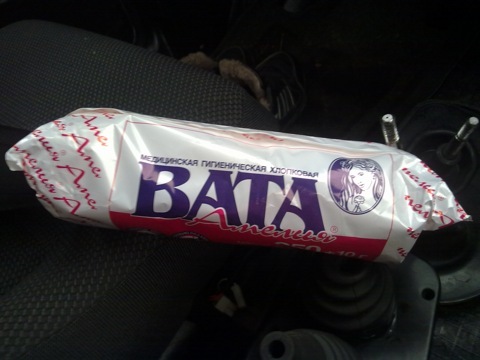 МЕДИЦИНСКАЯ ГИГИЕНИЧЕСКАЯ ХЛОПКОВАЯ
ВАТА
Амелия®